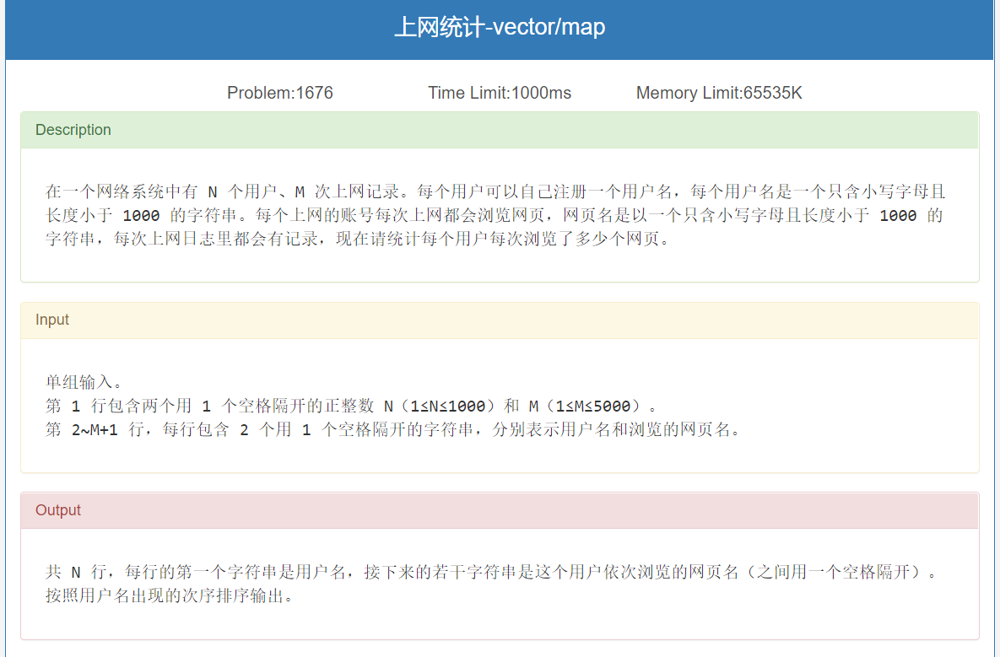 上网统计-vector/map
Problem:1676 Time Limit:1000ms Memory Limit:65535K
Description
在一个网络系统中有 N 个用户、M 次上网记录。每个用户可以自己注册一个用户名，每个用户名是一个只含小写字母且
长度小于 1000 的字符串。每个上网的账号每次上网都会浏览网页，网页名是以一个只含小写字母且长度小于 1000 的
字符串，每次上网日志里都会有记录，现在请统计每个用户每次浏览了多少个网页。
Input
单组输入。
第 1 行包含两个用 1 个空格隔开的正整数 N（1≤N≤1000）和 M（1≤M≤5000）。
第 2~M+1 行，每行包含 2 个用 1 个空格隔开的字符串，分别表示用户名和浏览的网页名。
Output
共 N 行，每行的第一个字符串是用户名，接下来的若干字符串是这个用户依次浏览的网页名（之间用一个空格隔开）。
按照用户名出现的次序排序输出。